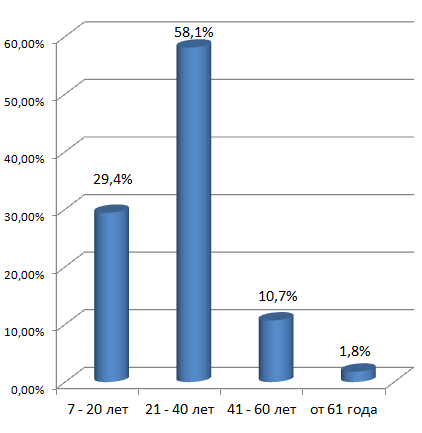 60,00%
50,00%
40,00%
30,00%
20,00%
10,00%
0,00%
58,1%
29,4%
10,7%
1,8%
7 - 20 лет
21 - 40 лет
41 - 60 лет
от 61 года